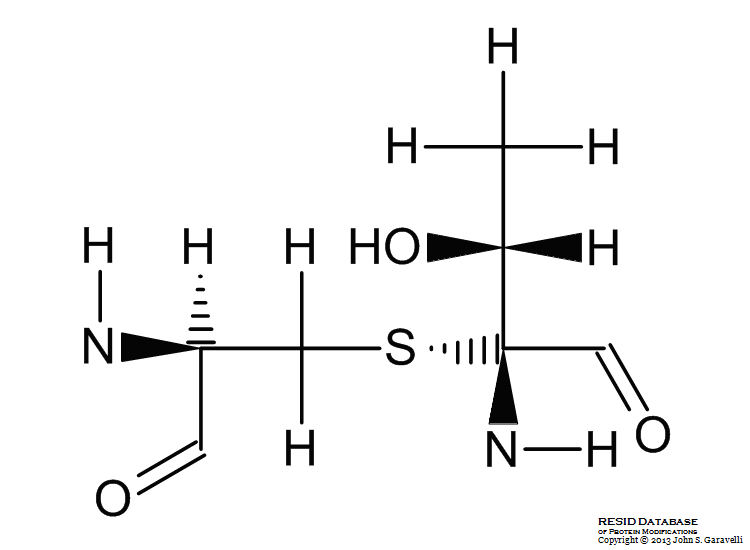 H
H H
H H H HO H
N S
H N H O
O
RESID DATABASE
OF PROTEIN MODIFICATIONS
Copyright © 2013 John S. Garavelli